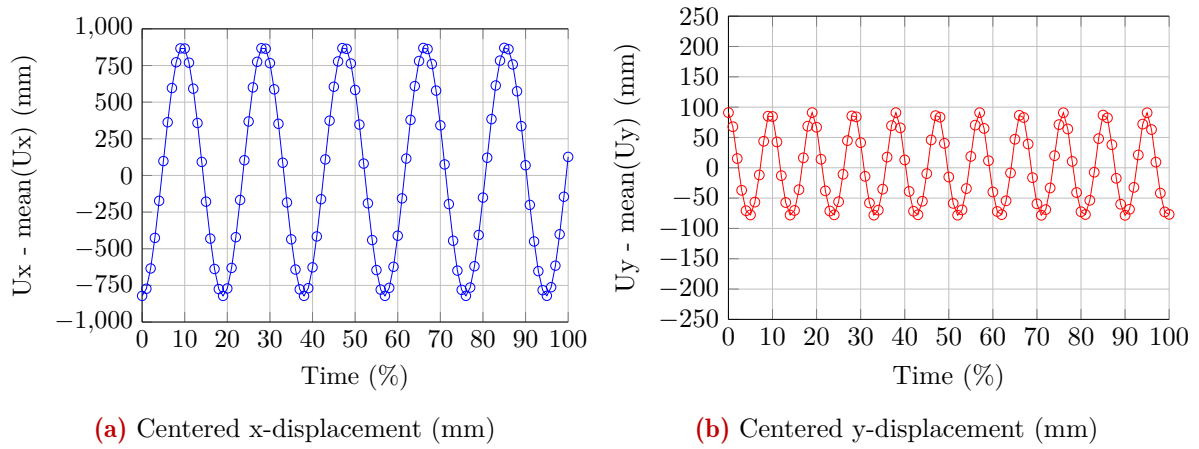 1,000
750
500
250
0
−250
−500
−750
−1,000
0 10 20 30 40 50 60 70 80 90 100
Time (%)
Ux - mean(Ux) (mm)
(a) Centered x-displacement (mm)
250
200
150
100
50
0
−50
−100
−150
−200
−250
0 10 20 30 40 50 60 70 80 90 100
Time (%)
Uy - mean(Uy) (mm)
(b) Centered y-displacement (mm)